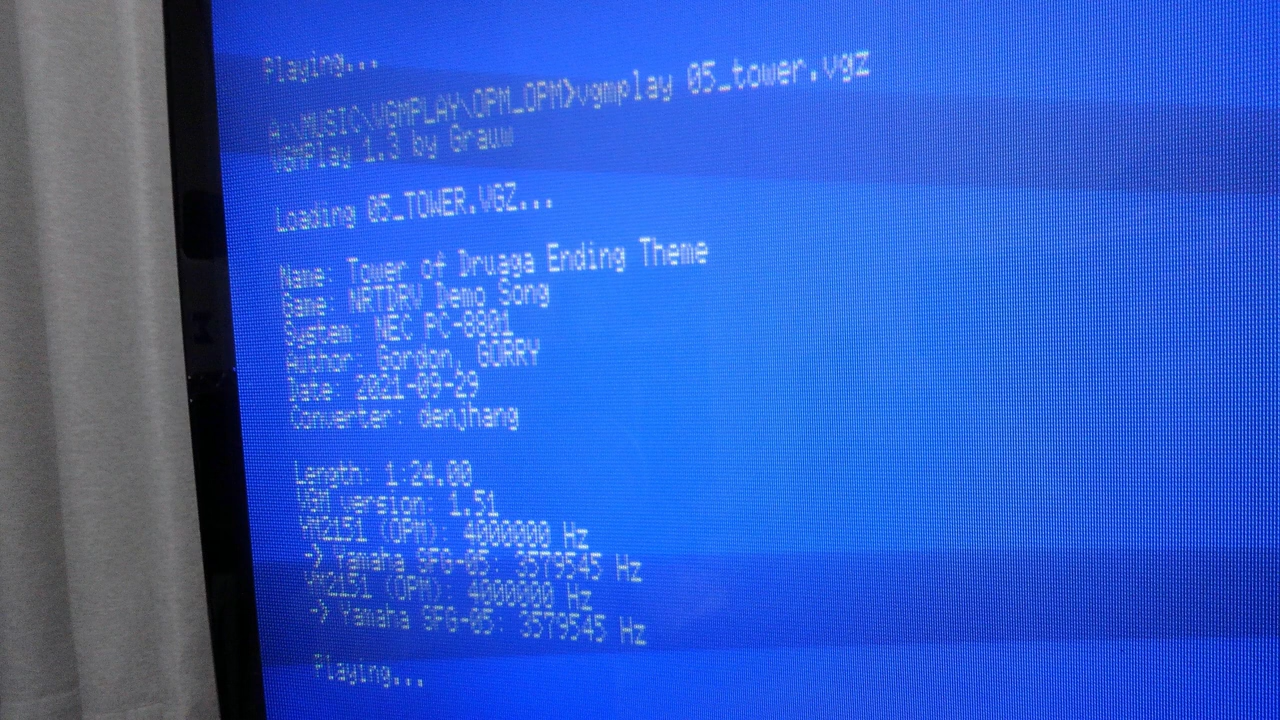 Playing...
A:\MUSIC\VGMPLAY\OPM_OPM>vgmplay 05_tower.vgz
VGMPlay 1.3 by Grauw
Loading 05_TOWER.VGZ...
Name: Tower of Druaga Ending Theme
Game: NRTDRV Demo Song
System: NEC PC-8801
Author: Gordon, GORRY
Date: 2021-09-29
Converter: denjhang
Length: 1:24.00
VGM version: 1.51
YM2151 (OPM): 4000000 Hz
-> Yamaha SFG-05: 3579545 Hz
YM2151 (OPM): 4000000 Hz
-> Yamaha SFG-05: 3579545 Hz
Playing...